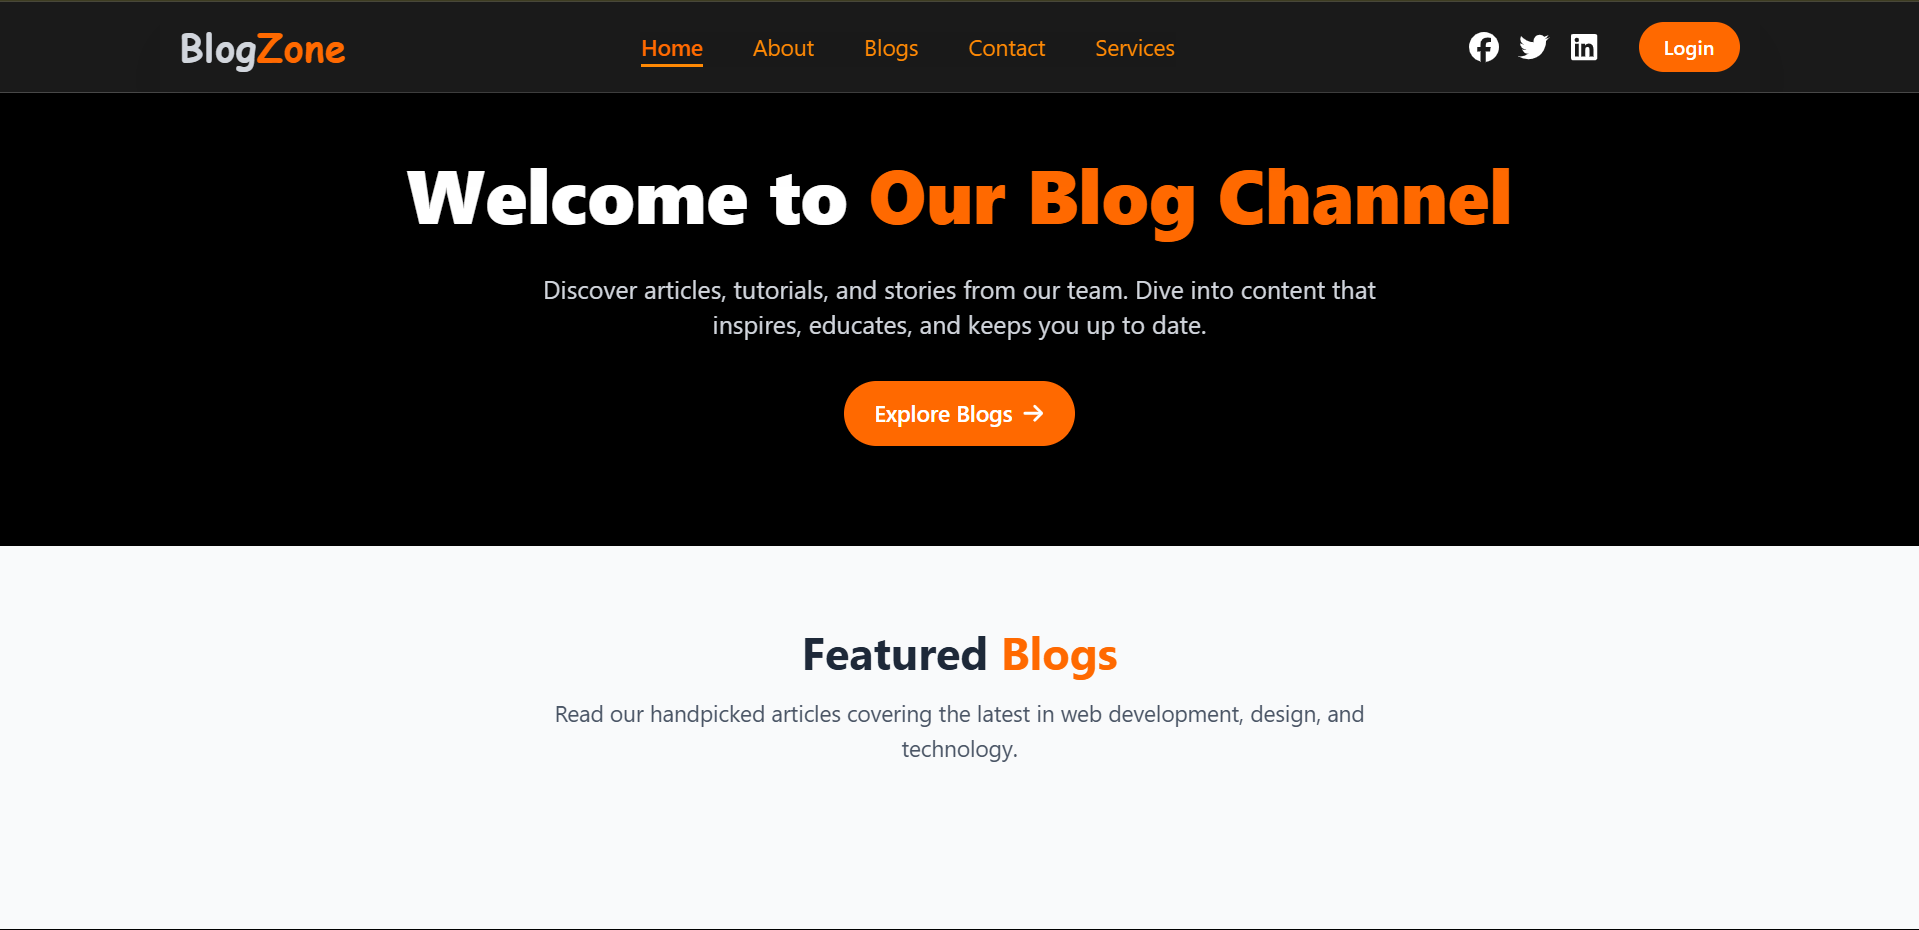 BlogZone
Home About Blogs Contact Services
Login
Welcome to Our Blog Channel
Discover articles, tutorials, and stories from our team. Dive into content that
inspires, educates, and keeps you up to date.
Explore Blogs →
Featured Blogs
Read our handpicked articles covering the latest in web development, design, and
technology.